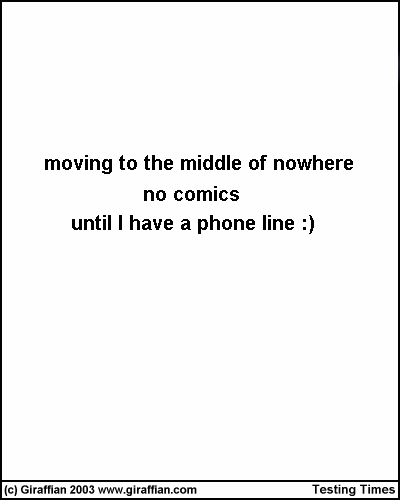 moving to the middle of nowhere
no comics
until I have a phone line :)
(c) Giraffian 2003 www.giraffian.com
Testing Times